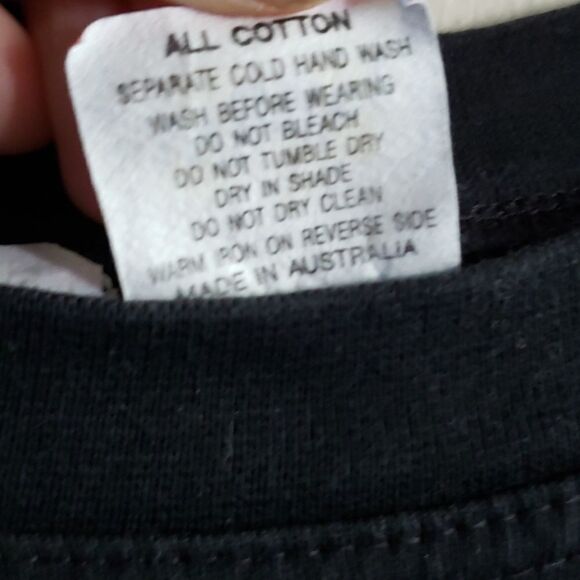 ALL COTTON
SEPARATE COLD HAND WASH
WASH BEFORE WEARING
DO NOT BLEACH
DO NOT TUMBLE DRY
DRY IN SHADE
DO NOT DRY CLEAN
WARM IRON ON REVERSE SIDE
MADE IN AUSTRALIA